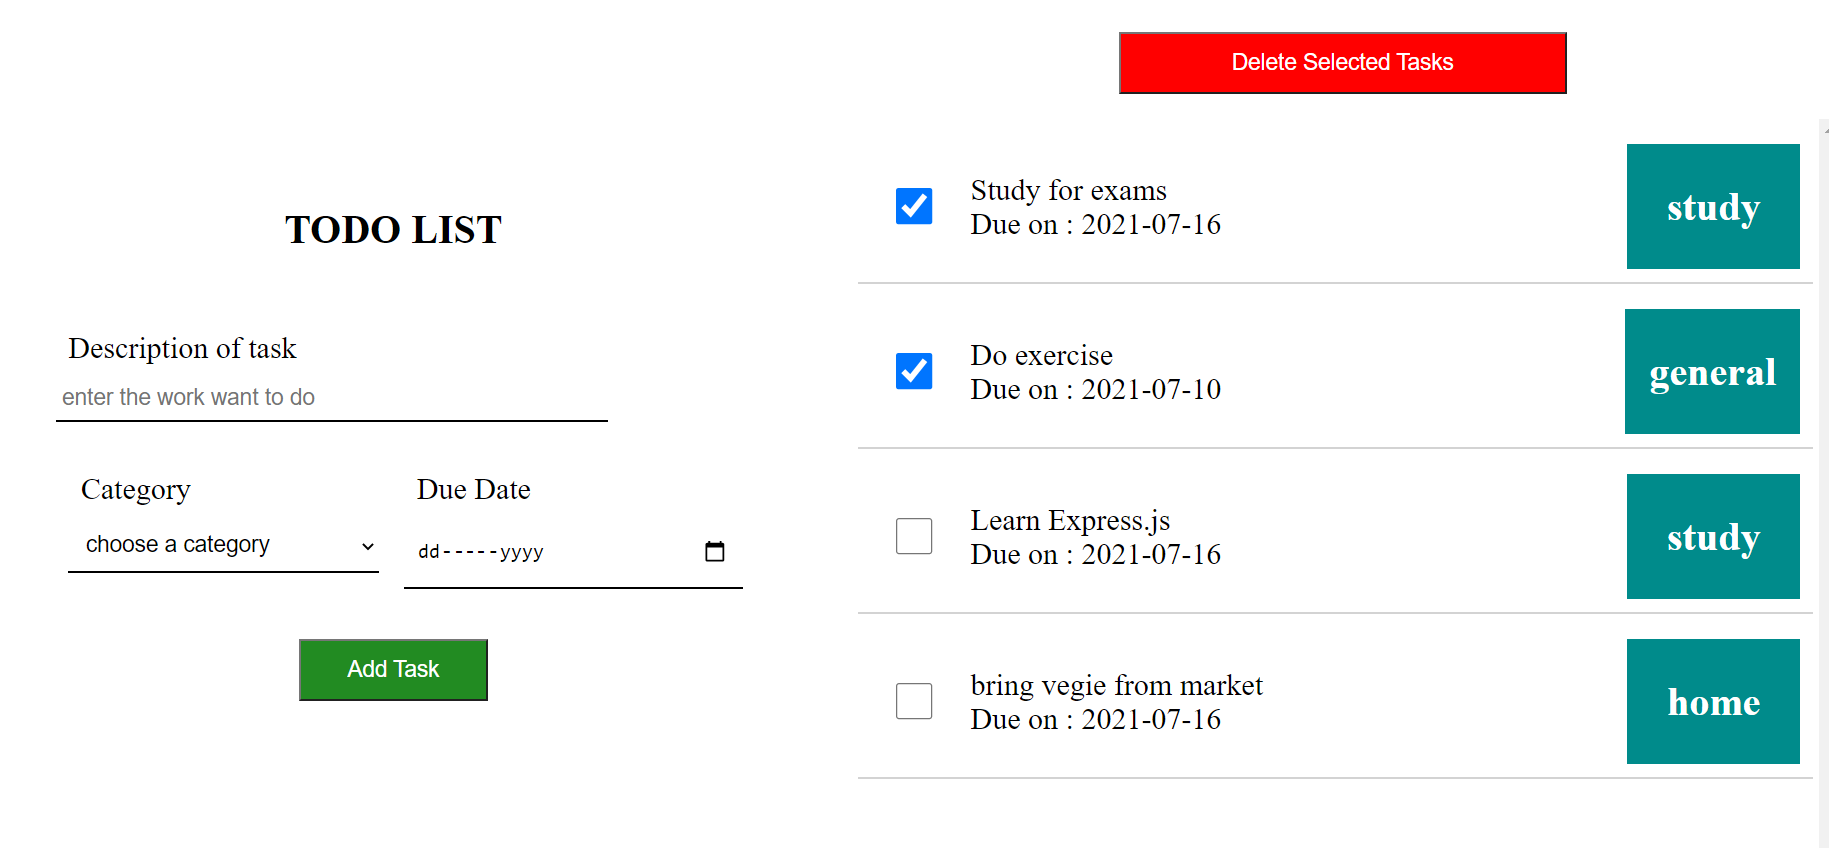 Delete Selected Tasks
TODO LIST
Description of task
enter the work want to do
Category
Due Date
choose a category
dd-----yyyy
Add Task
Study for exams
Due on : 2021-07-16
study
Do exercise
Due on : 2021-07-10
general
Learn Express.js
Due on : 2021-07-16
study
bring vegie from market
Due on : 2021-07-16
home